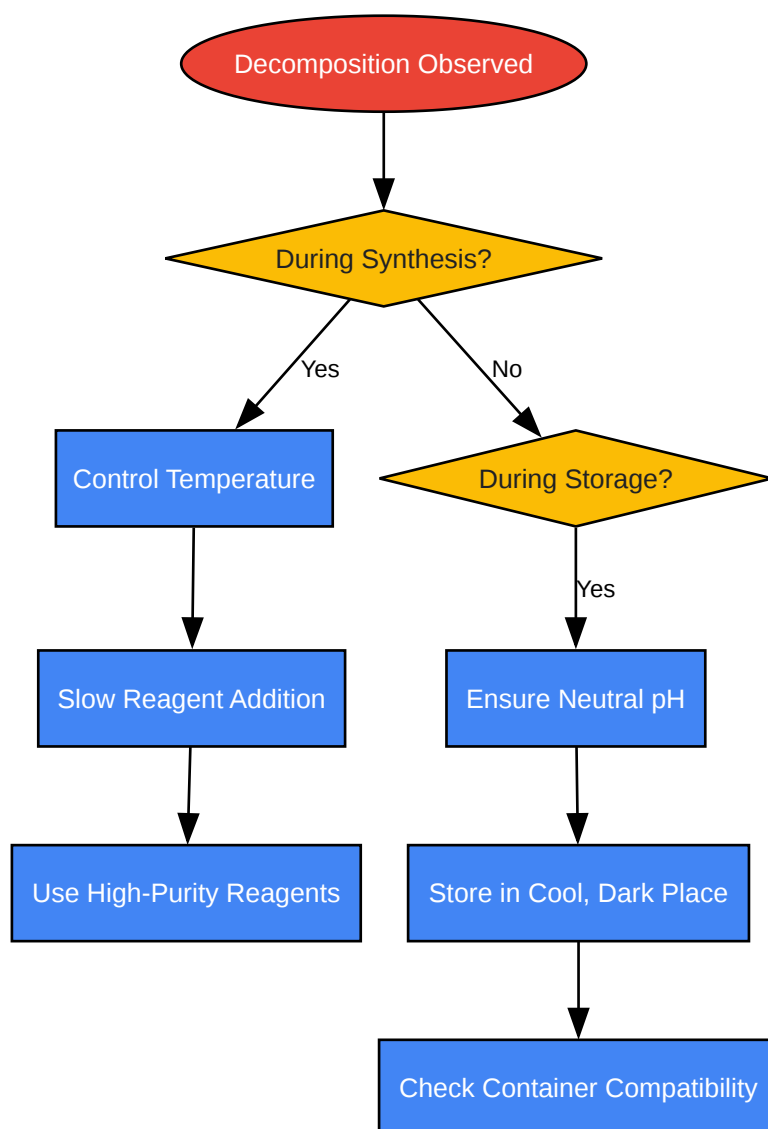 Decomposition Observed
During Synthesis?
Yes
No
Control Temperature
During Storage?
Yes
Slow Reagent Addition
Ensure Neutral pH
Use High-Purity Reagents
Store in Cool, Dark Place
Check Container Compatibility